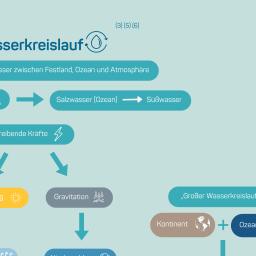 [3] [5] [6]
sserkreislauf
sser zwischen Festland, Ozean und Atmosphäre
Salzwasser (Ozean) → Süßwasser
reibende Kräfte
Gravitation
„Großer Wasserkreislauf
Kontinent + Ozea